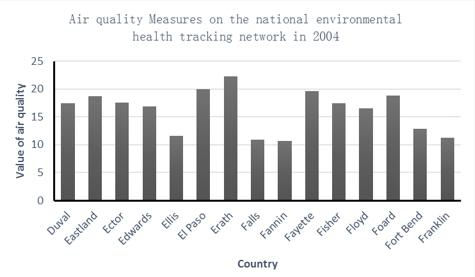 Air quality Measures on the national environmental
health tracking network in 2004
Value of air quality
25
20
15
10
5
0
Duval
Eastland
Ector
Edwards
Ellis
El Paso
Erath
Falls
Fannin
Fayette
Fisher
Floyd
Foard
Fort Bend
Franklin
Country